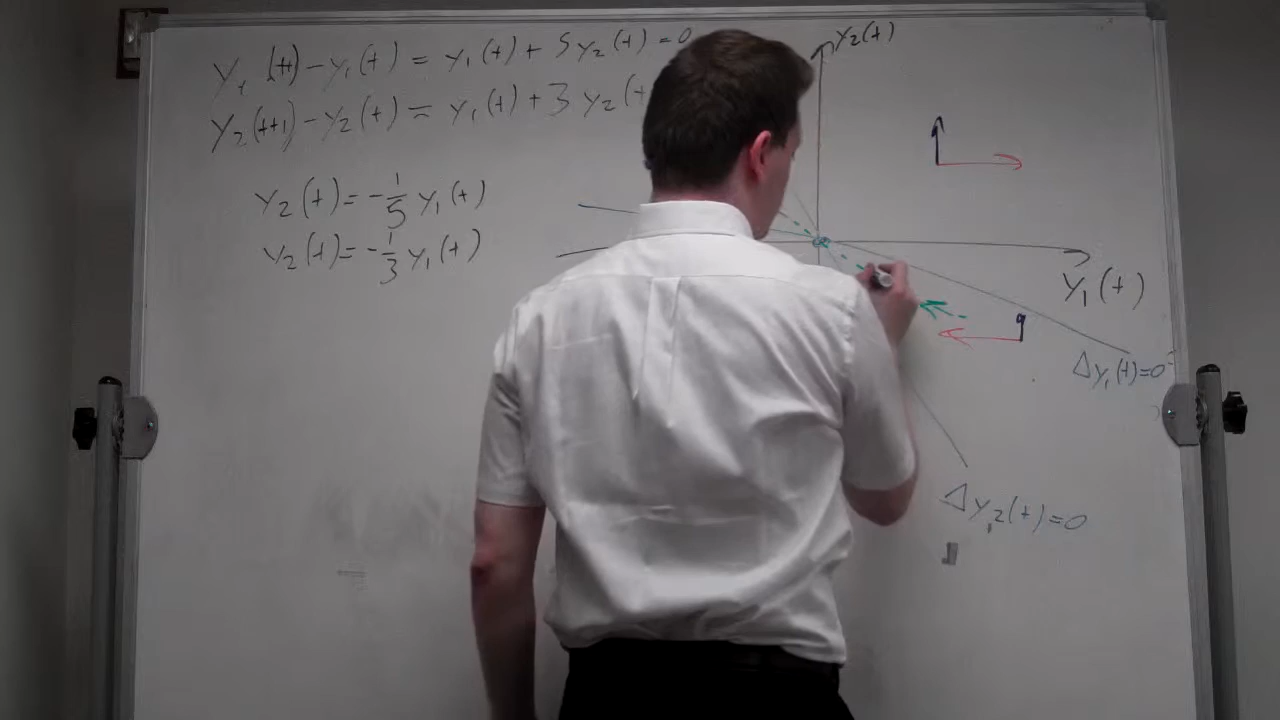 y₁(t+1)-y₁(t) = y₁(t)+5y₂(t)=0
y₂(t+1)-y₂(t) = y₁(t)+3y₂(t
y₂(t)=-1/5 y₁(t)
y₂(t)=-1/3 y₁(t)
y₂(t)
y₁(t)
Δy₁(t)=0
Δy₂(t)=0